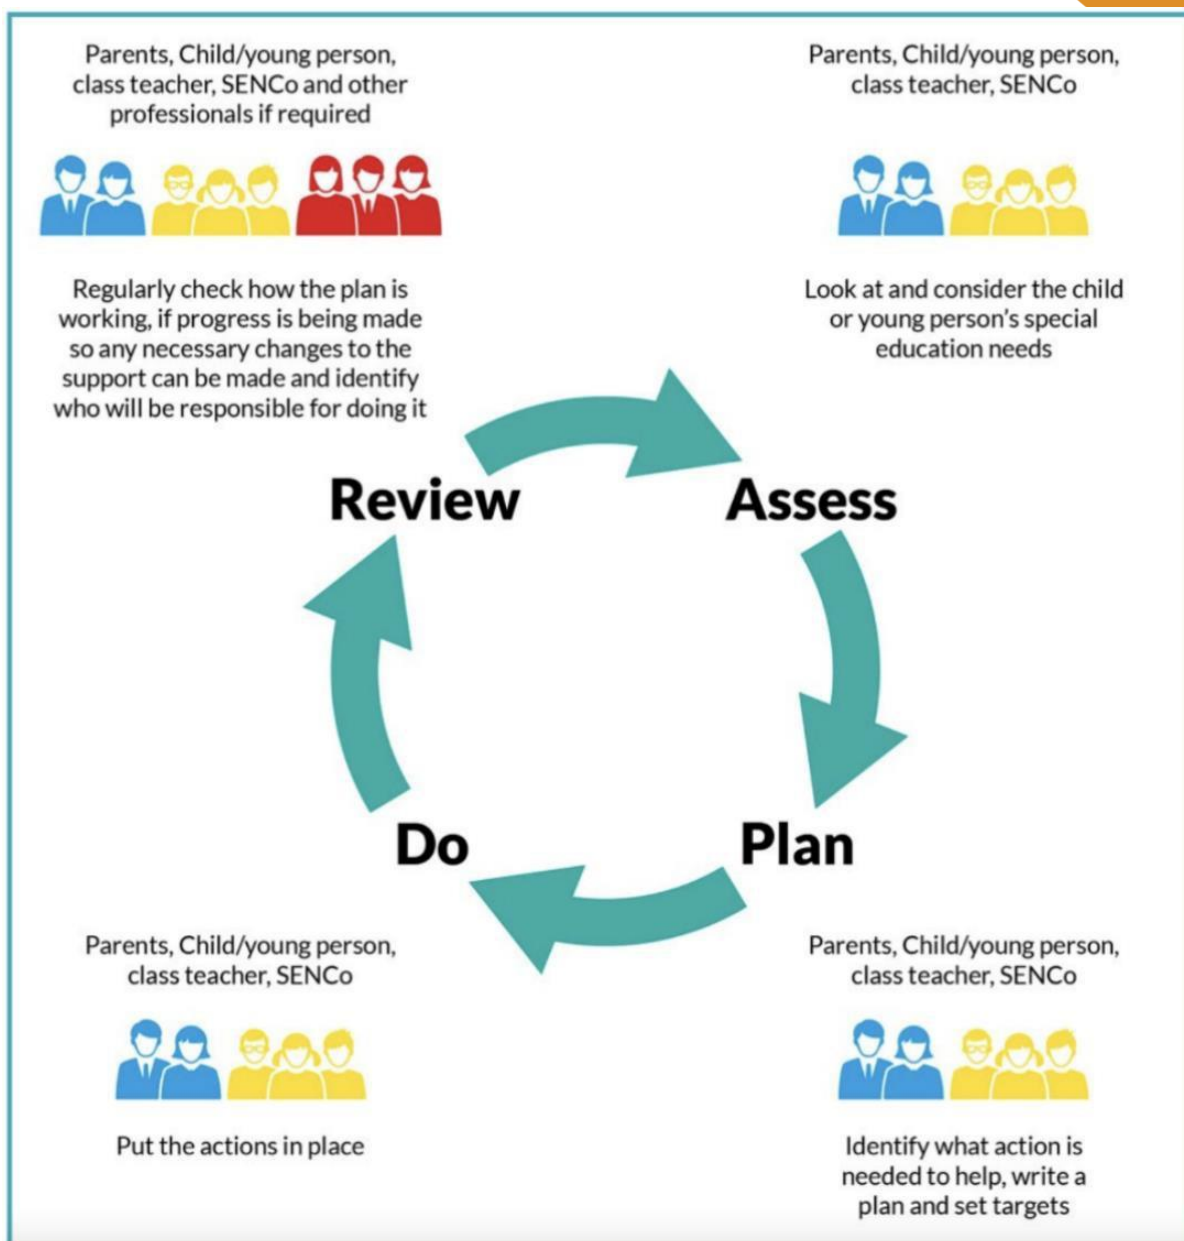 Parents, Child/young person,
class teacher, SENCo and other
professionals if required
Regularly check how the plan is
working, if progress is being made
so any necessary changes to the
support can be made and identify
who will be responsible for doing it
Review
Parents, Child/young person,
class teacher, SENCo
Look at and consider the child
or young person's special
education needs
Assess
Do
Parents, Child/young person,
class teacher, SENCo
Put the actions in place
Plan
Parents, Child/young person,
class teacher, SENCo
Identify what action is
needed to help, write a
plan and set targets